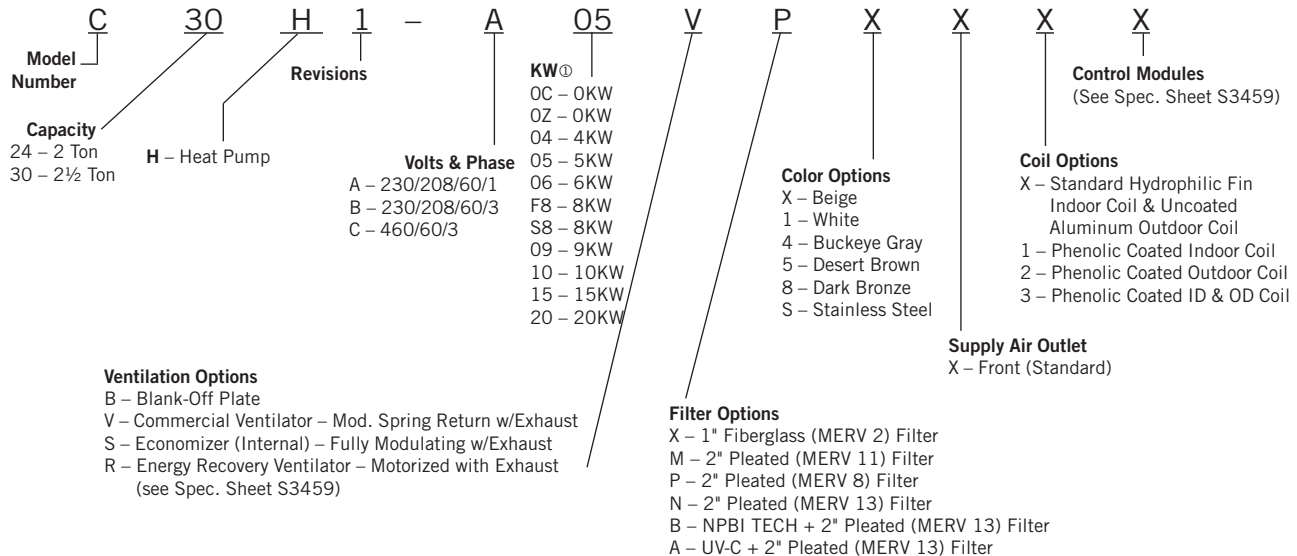 C 30 H 1 – A 05 V P X X X X
Model
Number
Capacity
24 – 2 Ton
30 – 2½ Ton
H – Heat Pump
Revisions
Volts & Phase
A – 230/208/60/1
B – 230/208/60/3
C – 460/60/3
KW①
0C – 0KW
0Z – 0KW
04 – 4KW
05 – 5KW
06 – 6KW
F8 – 8KW
S8 – 8KW
09 – 9KW
10 – 10KW
15 – 15KW
20 – 20KW
Ventilation Options
B – Blank-Off Plate
V – Commercial Ventilator – Mod. Spring Return w/Exhaust
S – Economizer (Internal) – Fully Modulating w/Exhaust
R – Energy Recovery Ventilator – Motorized with Exhaust
(see Spec. Sheet S3459)
Filter Options
X – 1" Fiberglass (MERV 2) Filter
M – 2" Pleated (MERV 11) Filter
P – 2" Pleated (MERV 8) Filter
N – 2" Pleated (MERV 13) Filter
B – NPBI TECH + 2" Pleated (MERV 13) Filter
A – UV-C + 2" Pleated (MERV 13) Filter
Color Options
X – Beige
1 – White
4 – Buckeye Gray
5 – Desert Brown
8 – Dark Bronze
S – Stainless Steel
Supply Air Outlet
X – Front (Standard)
Coil Options
X – Standard Hydrophilic Fin
Indoor Coil & Uncoated
Aluminum Outdoor Coil
1 – Phenolic Coated Indoor Coil
2 – Phenolic Coated Outdoor Coil
3 – Phenolic Coated ID & OD Coil
Control Modules
(See Spec. Sheet S3459)